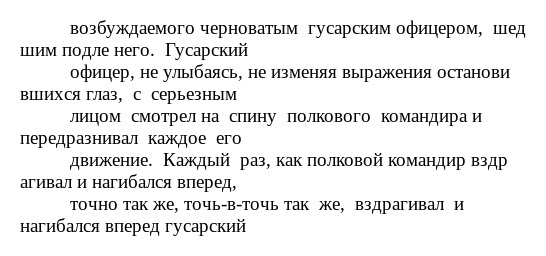 возбуждаемого черноватым  гусарским офицером,  шед
шим подле него.  Гусарский
офицер, не улыбаясь, не изменяя выражения останови
вшихся глаз,  с  серьезным
лицом  смотрел на  спину  полкового  командира и
передразнивал  каждое  его
движение.  Каждый  раз, как полковой командир вздр
агивал и нагибался вперед,
точно так же, точь-в-точь так  же,  вздрагивал  и
нагибался вперед гусарский